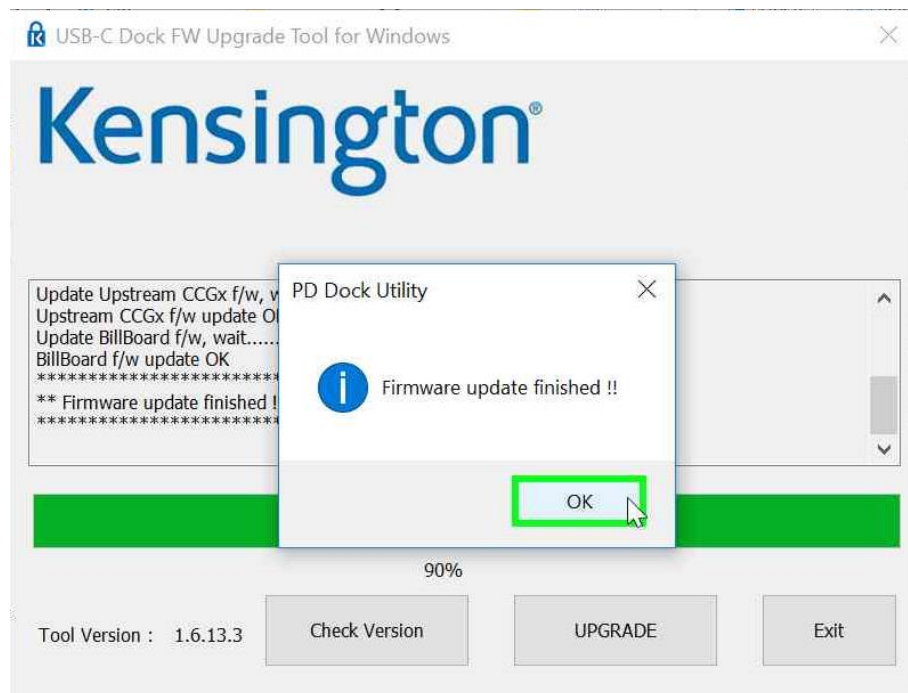 USB-C Dock FW Upgrade Tool for Windows
Kensington®
Update Upstream CCGx f/w,
Upstream CCGx f/w update
Update BillBoard f/w, wait......
BillBoard f/w update OK
************************
** Firmware update finished !
************************
PD Dock Utility
Firmware update finished !!
OK
90%
Tool Version : 1.6.13.3
Check Version
UPGRADE
Exit